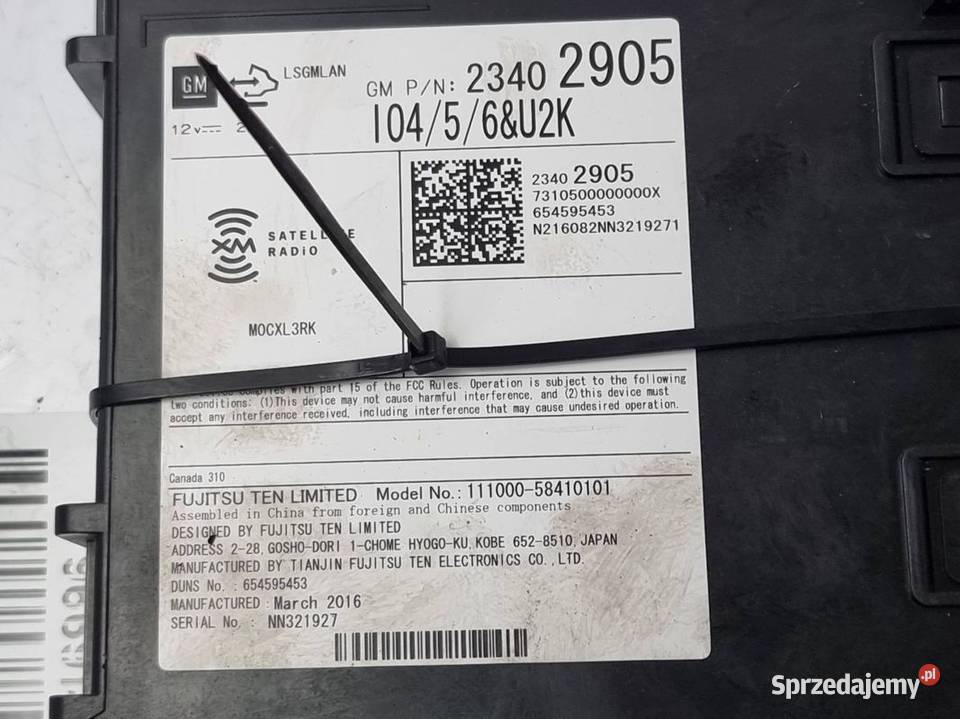 GM
LSGMLAN
GM P/N: 2340 2905
12v
IO4/5/6&U2K
2340 2905
7310500000000X
654595453
N216082NN3219271
XM SATELLITE
RADIO
MOCXL3RK
complies with part 15 of the FCC Rules. Operation is subject to the following
two conditions: (1)This device may not cause harmful interference, and (2)this device must
accept any interference received, including interference that may cause undesired operation.
Canada 310
FUJITSU TEN LIMITED Model No.: 111000-58410101
Assembled in China from foreign and Chinese components
DESIGNED BY FUJITSU TEN LIMITED
ADDRESS 2-28, GOSHO-DORI 1-CHOME HYOGO-KU, KOBE 652-8510, JAPAN
MANUFACTURED BY TIANJIN FUJITSU TEN ELECTRONICS CO., LTD.
DUNS No. : 654595453
MANUFACTURED : March 2016
SERIAL No. : NN321927
Sprzedajemy.pl